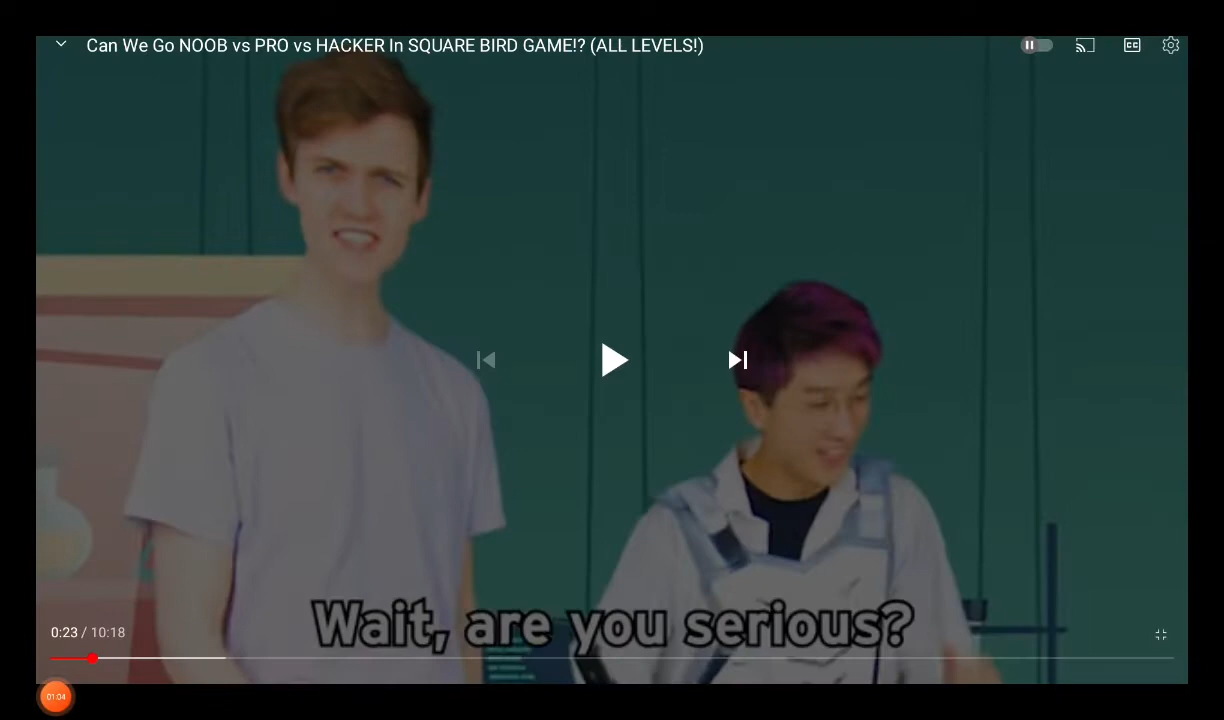 Can We Go NOOB vs PRO vs HACKER In SQUARE BIRD GAME!? (ALL LEVELS!)
CC
Wait, are you serious?
0:23 / 10:18
01:04